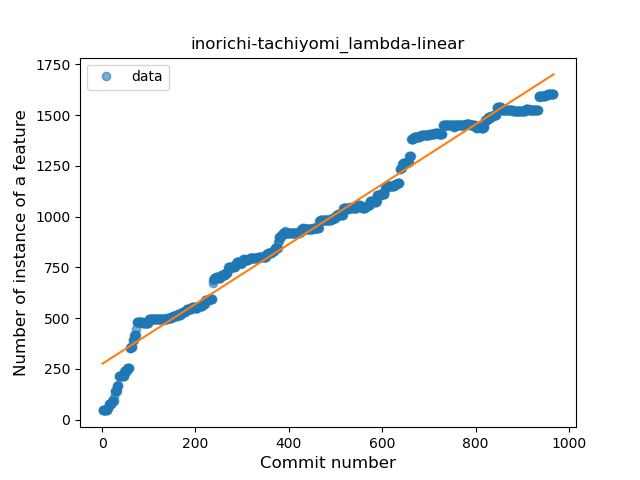 inorichi-tachiyomi_lambda-linear
data
Number of instance of a feature
1750
1500
1250
1000
750
500
250
0
0 200 400 600 800 1000
Commit number